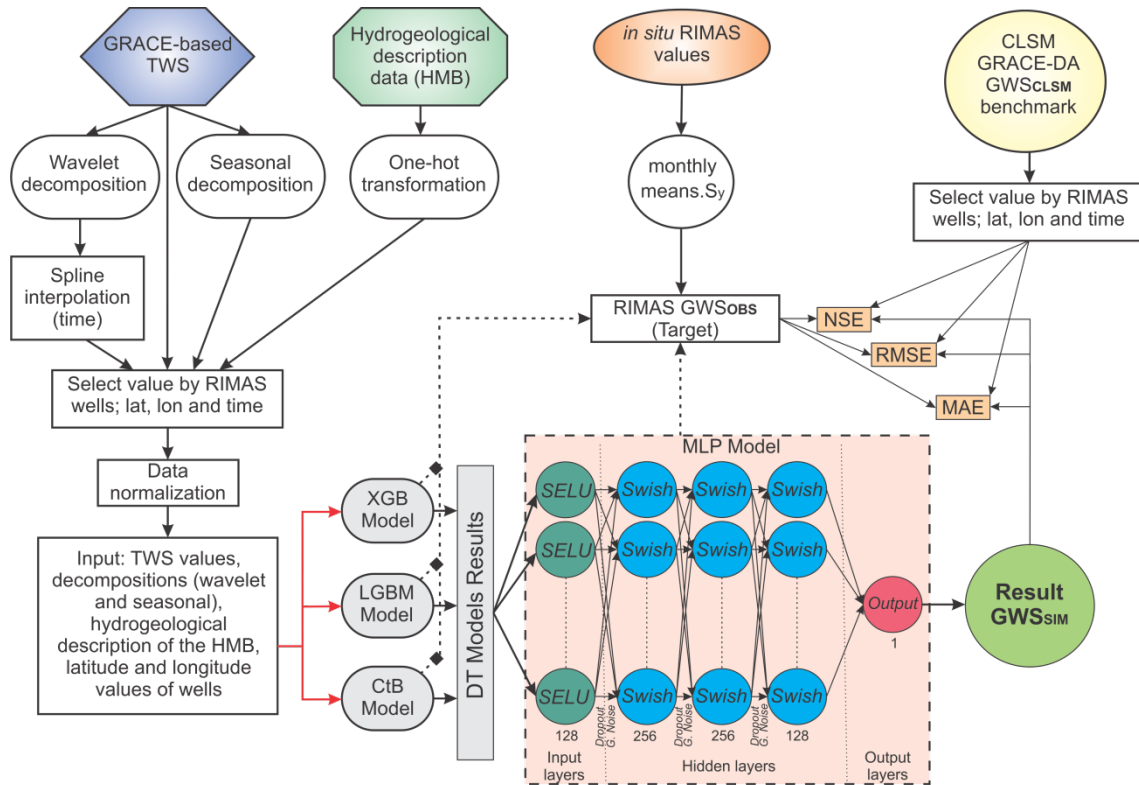 GRACE-based
TWS
Hydrogeological
description
data (HMB)
in situ RIMAS
values
CLSM
GRACE-DA
GWSCLSM
benchmark
Wavelet
decomposition
Seasonal
decomposition
One-hot
transformation
monthly
means.Sy
Select value by RIMAS
wells; lat, lon and time
Spline
interpolation
(time)
RIMAS GWSOBS
(Target)
NSE
RMSE
MAE
Select value by RIMAS
wells; lat, lon and time
Data
normalization
Input: TWS values,
decompositions (wavelet
and seasonal),
hydrogeological
description of the HMB,
latitude and longitude
values of wells
XGB
Model
LGBM
Model
CtB
Model
DT Models Results
MLP Model
SELU
Swish
Swish
Swish
SELU
Swish
Swish
Swish
SELU
Swish
Swish
Swish
Output
1
128
Dropout
G. Noise
256
Dropout
G. Noise
256
Dropout
G. Noise
128
Input
layers
Hidden layers
Output
layers
Result
GWSSIM